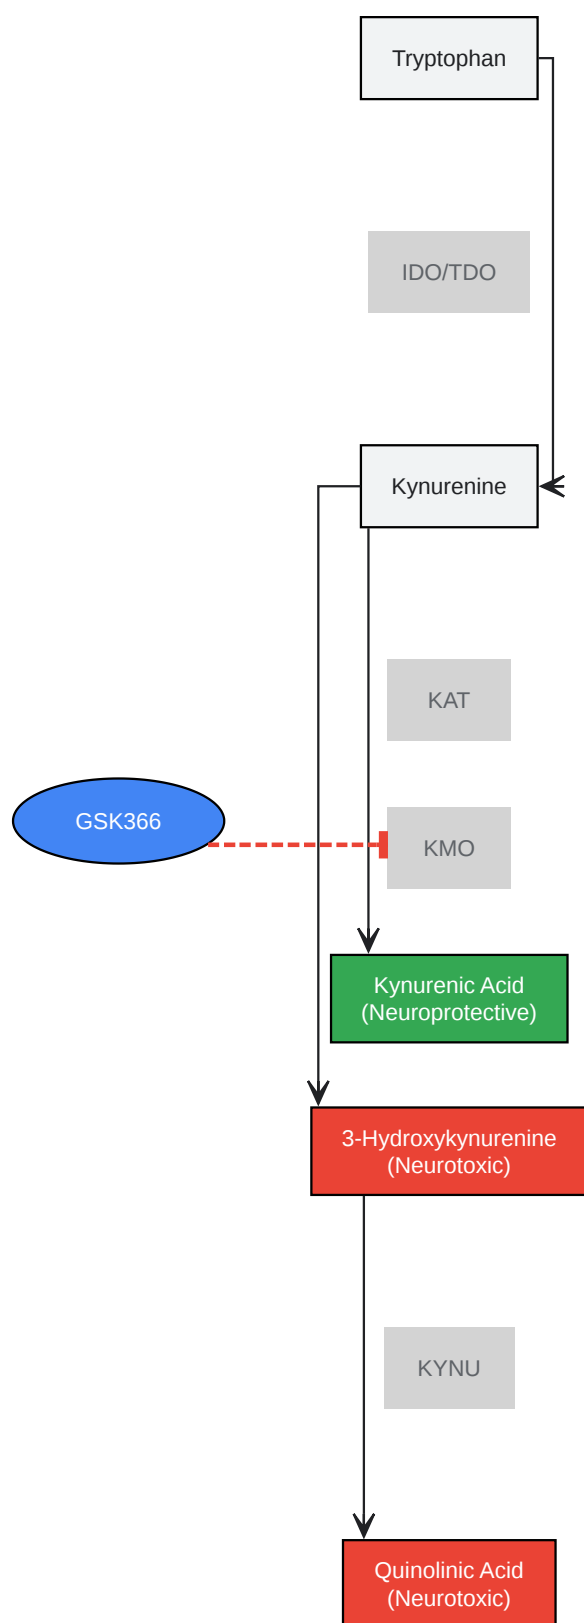 Tryptophan
IDO/TDO
Kynurenine
KAT
GSK366
KMO
Kynurenic Acid
(Neuroprotective)
3-Hydroxykynurenine
(Neurotoxic)
KYNU
Quinolinic Acid
(Neurotoxic)